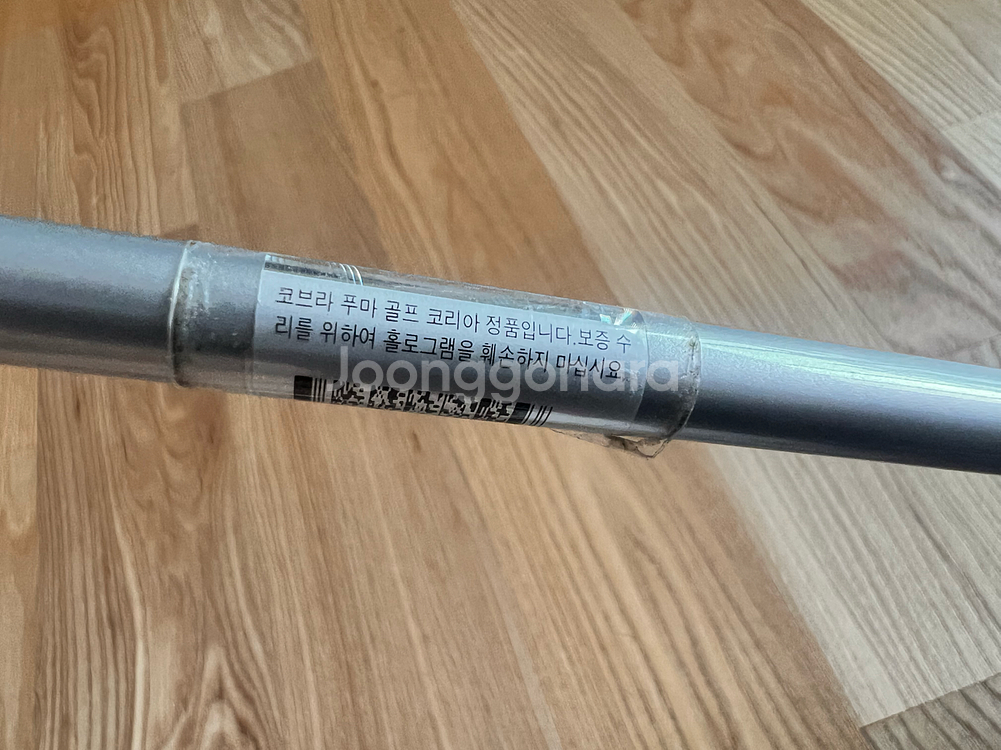 코브라 푸마 골프 코리아 정품입니다.보증 수
리를 위하여 홀로그램을 훼손하지 마십시요.
Joonggonara